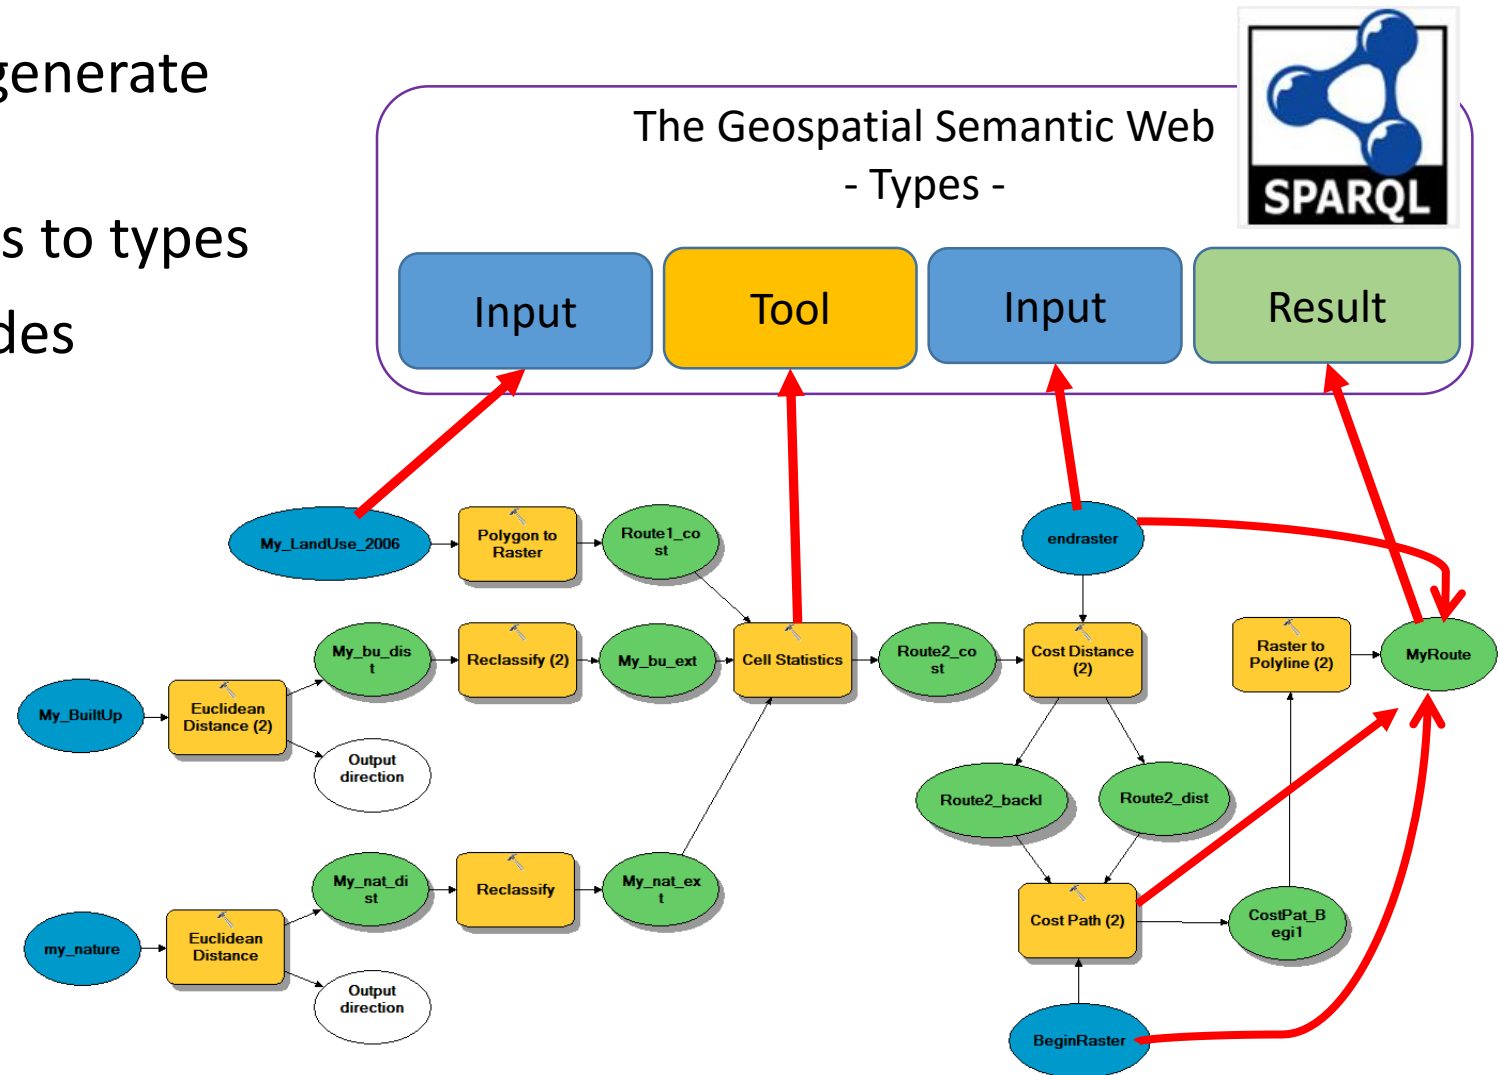 generate
s to types
des
The Geospatial Semantic Web
- Types -
SPARQL
Input
Tool
Input
Result
My_LandUse_2006
Polygon to
Raster
Route1_co
st
endraster
My_bu_dis
t
Reclassify (2)
My_bu_ext
Cell Statistics
Route2_co
st
Cost Distance
(2)
Raster to
Polyline (2)
MyRoute
My_BuiltUp
Euclidean
Distance (2)
Output
direction
Route2_backl
Route2_dist
My_nat_di
st
Reclassify
My_nat_ex
t
Cost Path (2)
CostPat_B
egi1
my_nature
Euclidean
Distance
Output
direction
BeginRaster